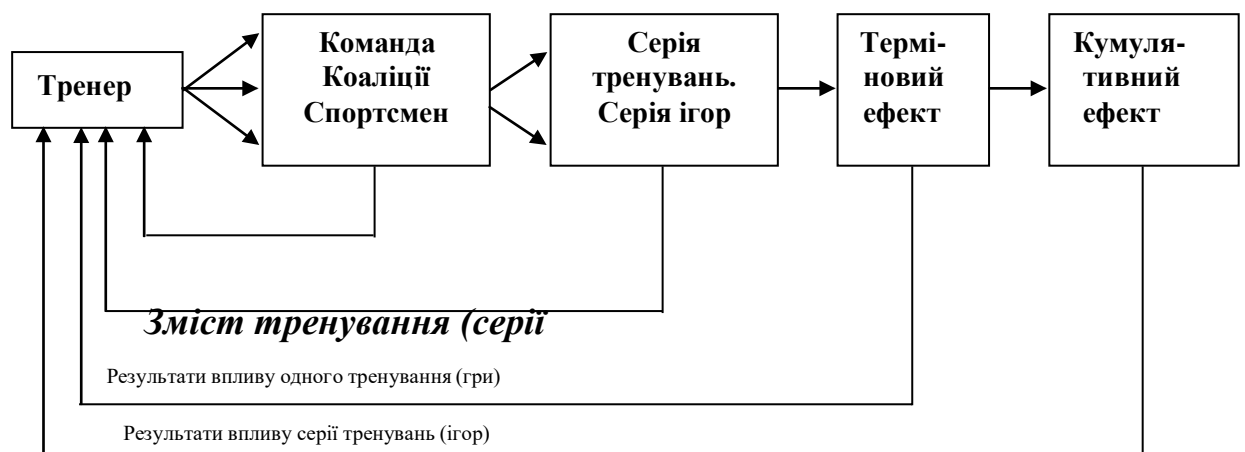 Тренер
Команда
Коаліції
Спортсмен
Серія
тренувань.
Серія ігор
Термі-
новий
ефект
Кумуля-
тивний
ефект
Зміст тренування (серії
Результати впливу одного тренування (гри)
Результати впливу серії тренувань (ігор)